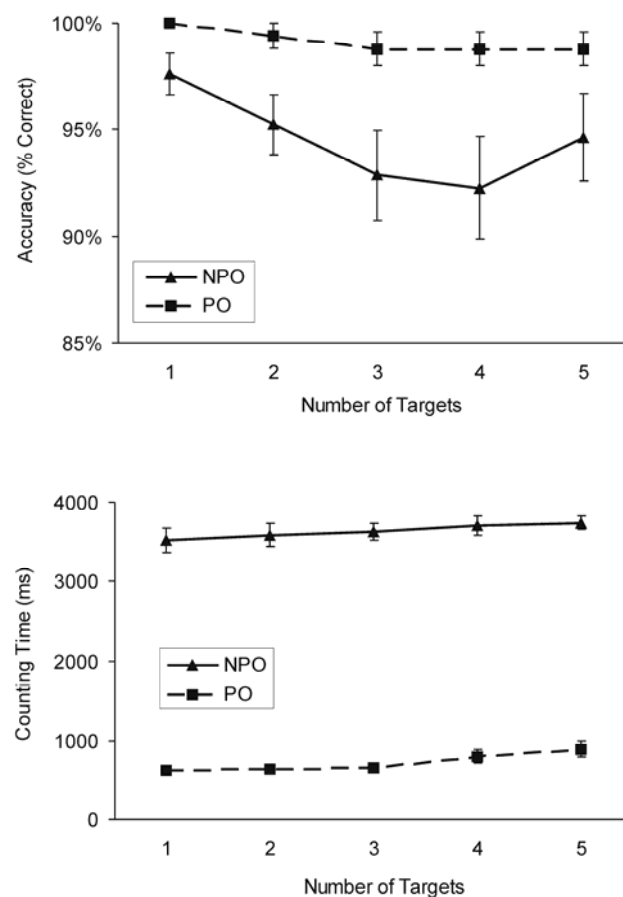 100%
95%
90%
85%
Accuracy (% Correct)
NPO
PO
1 2 3 4 5
Number of Targets
4000
3000
2000
1000
0
Counting Time (ms)
NPO
PO
1 2 3 4 5
Number of Targets